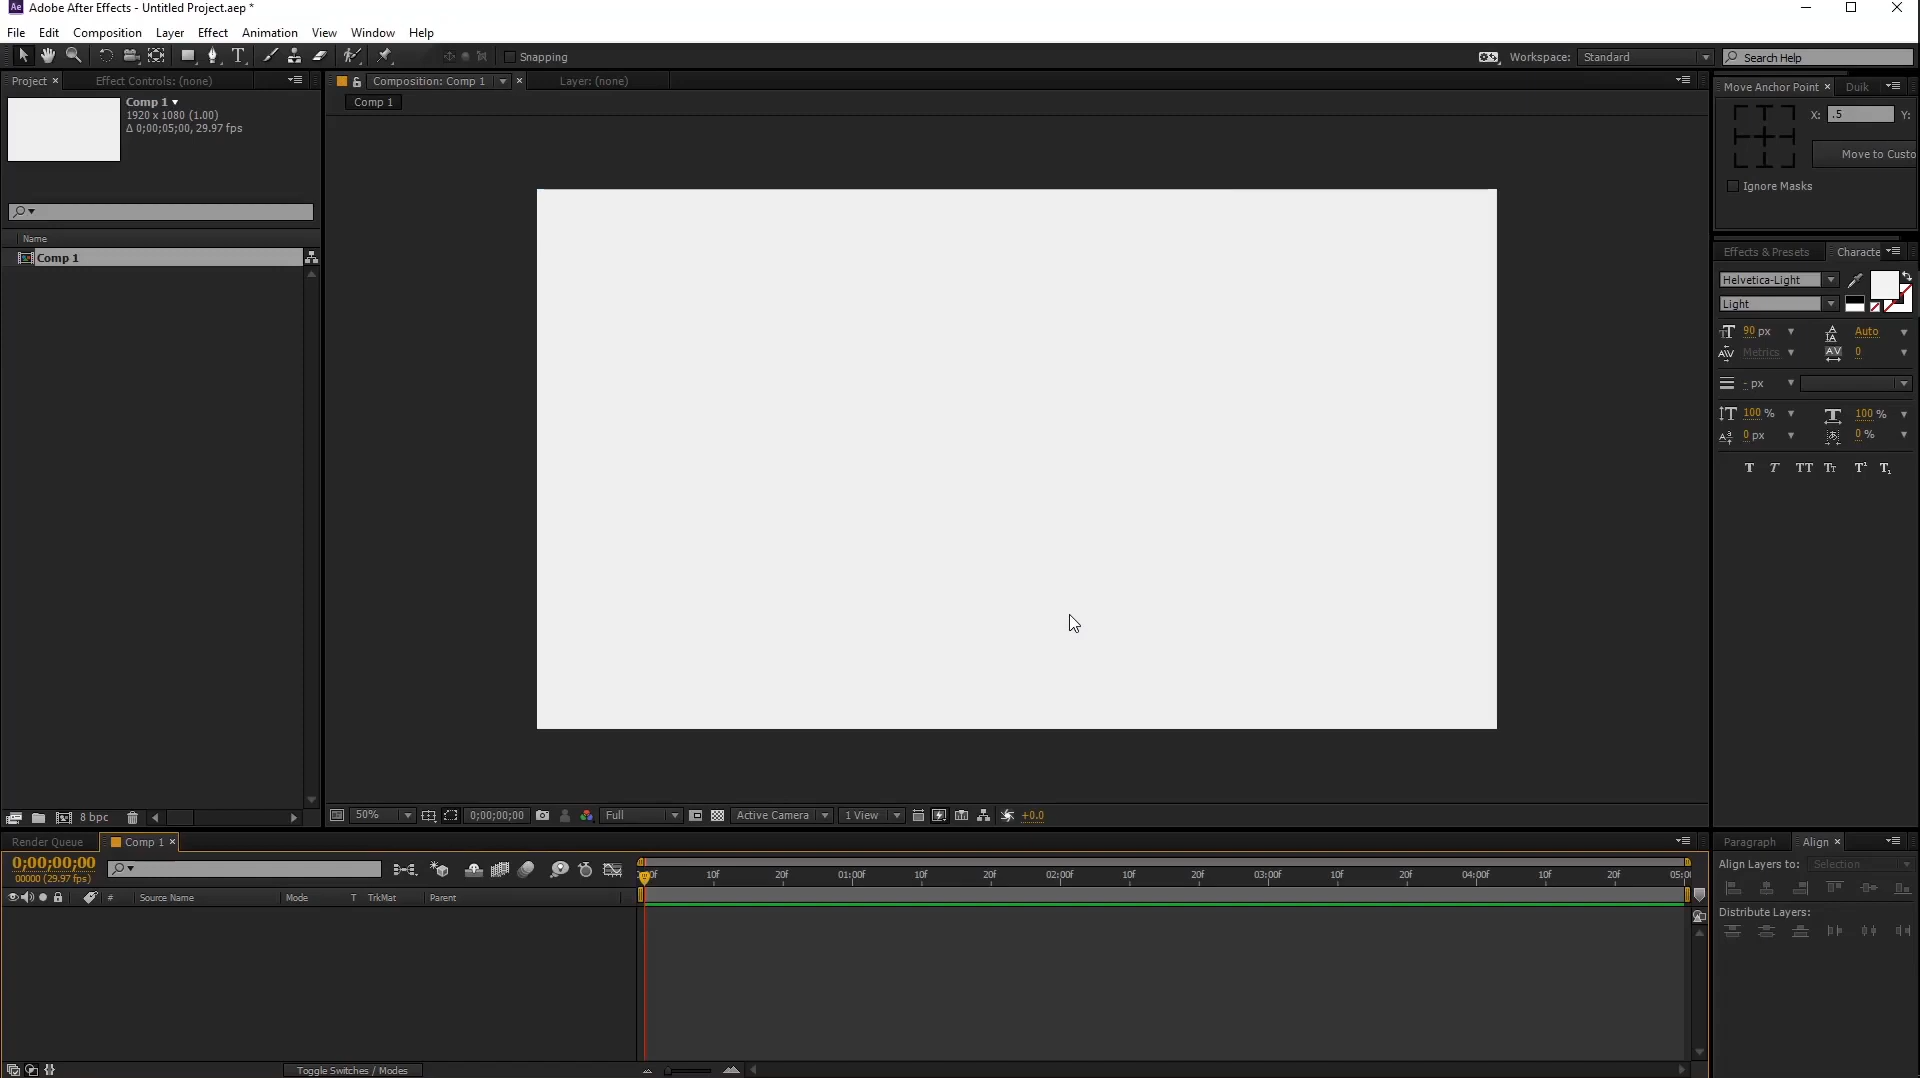 Adobe After Effects - Untitled Project.aep *
File Edit Composition Layer Effect Animation View Window Help
Snapping
Workspace: Standard
Search Help
Project × Effect Controls: (none)
Comp 1
1920 x 1080 (1.00)
Δ 0;00;05;00, 29.97 fps
Name
Comp 1
8 bpc
Composition: Comp 1 × Layer: (none)
Comp 1
50% 0;00;00;00 Full Active Camera 1 View +0.0
Move Anchor Point × Duik
X: .5 Y:
Move to Custo
Ignore Masks
Effects & Presets Characte
Helvetica-Light
Light
90 px Auto
Metrics 0
- px
100 % 100 %
0 px 0 %
T T TT Tt T¹ T₁
Render Queue Comp 1 ×
0;00;00;00
00000 (29.97 fps)
# Source Name Mode T TrkMat Parent
10f 20f 01:00f 10f 20f 02:00f 10f 20f 03:00f 10f 20f 04:00f 10f 20f 05:0
Toggle Switches / Modes
Paragraph Align ×
Align Layers to: Selection
Distribute Layers: